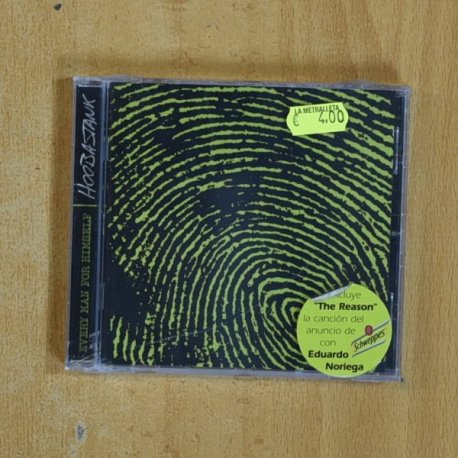 HOOBASTANK
EVERY MAN FOR HIMSELF
LA METRALLETA
€ 4,00
Incluye
"The Reason"
la canción del
anuncio de
Schweppes
con
Eduardo
Noriega